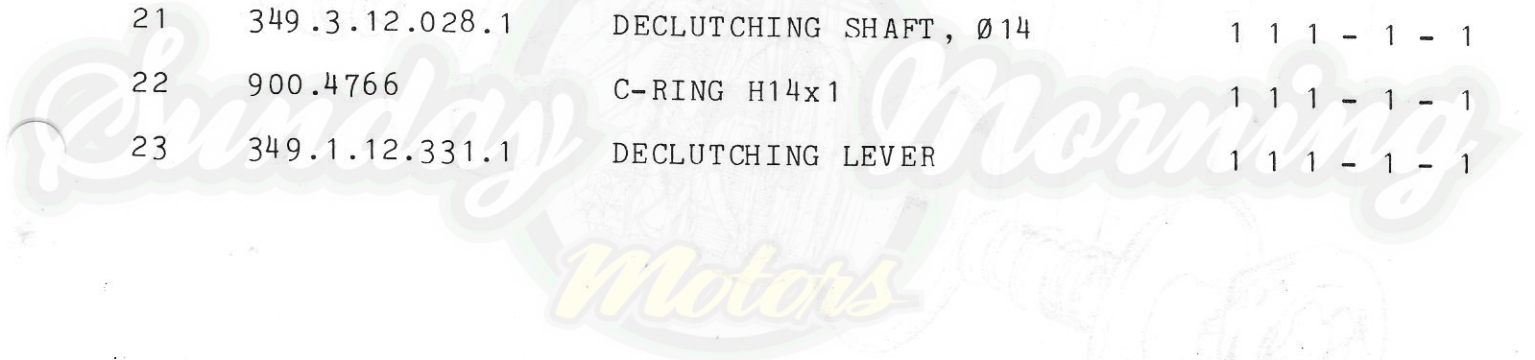 21 349.3.12.028.1 DECLUTCHING SHAFT, Ø14 1 1 1 - 1 - 1
22 900.4766 C-RING H14x1 1 1 1 - 1 - 1
23 349.1.12.331.1 DECLUTCHING LEVER 1 1 1 - 1 - 1
Sunday Morning
Motors